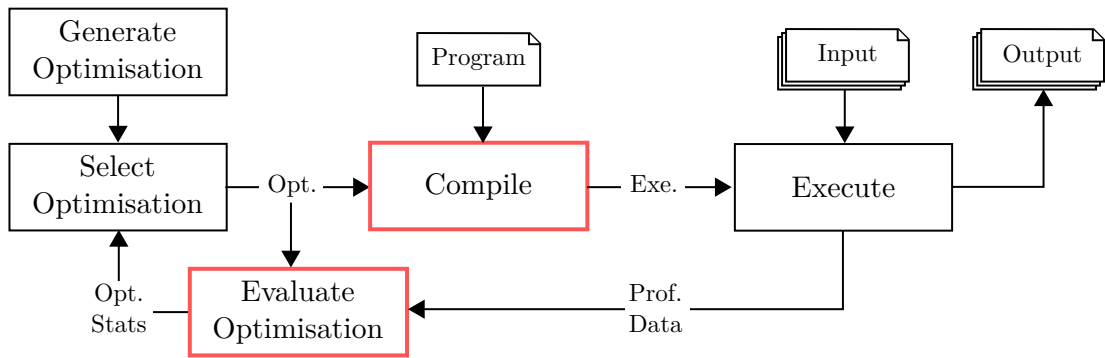 Generate
Optimisation
Program
Input
Output
Select
Optimisation
Opt.
Compile
Exe.
Execute
Opt.
Stats
Evaluate
Optimisation
Prof.
Data